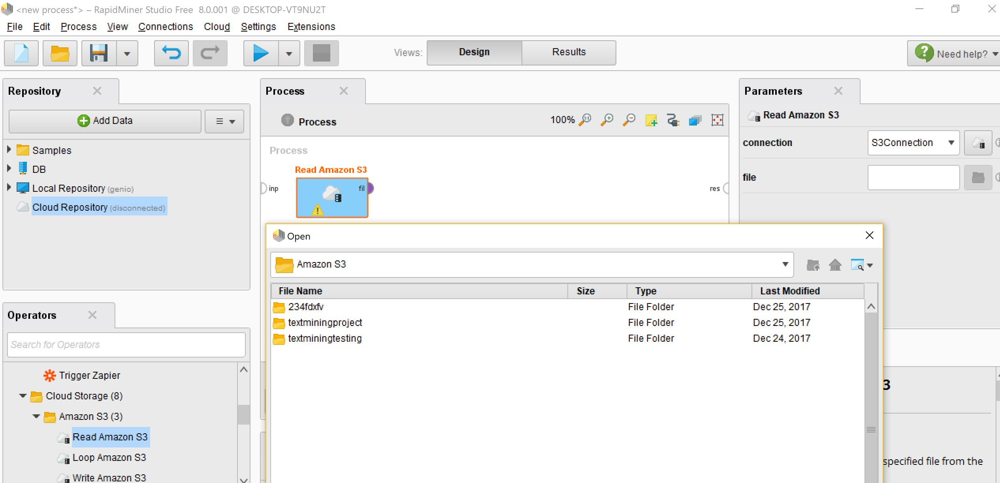 <new process*> – RapidMiner Studio Free 8.0.001 @ DESKTOP-VT9NU2T
File Edit Process View Connections Cloud Settings Extensions
Views: Design Results
Need help?
Repository
Add Data
Samples
DB
Local Repository (genio)
Cloud Repository (disconnected)
Process
Process
100%
Process
Read Amazon S3
inp
fil
res
Parameters
Read Amazon S3
connection S3Connection
file
Operators
Search for Operators
Trigger Zapier
Cloud Storage (8)
Amazon S3 (3)
Read Amazon S3
Loop Amazon S3
Write Amazon S3
Open
Amazon S3
File Name Size Type Last Modified
234fdxfv File Folder Dec 25, 2017
textminingproject File Folder Dec 25, 2017
textminingtesting File Folder Dec 24, 2017
3
specified file from the